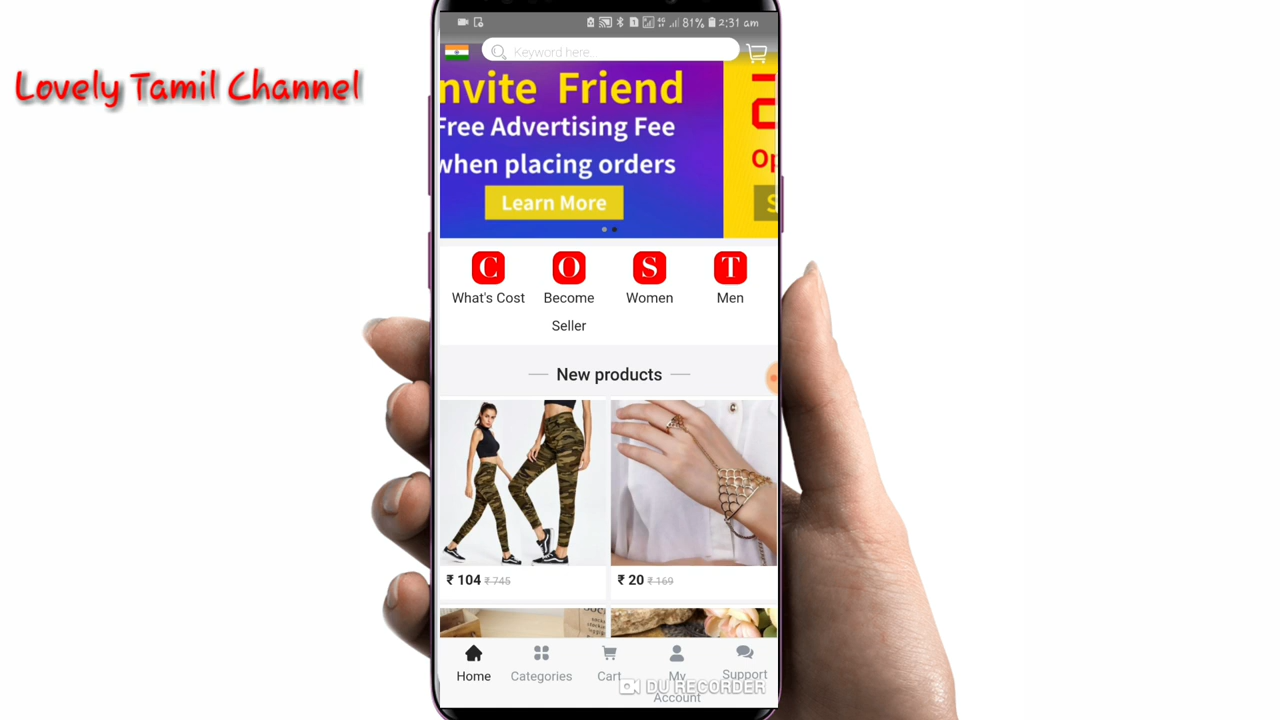 Lovely Tamil Channel
81% 2:31 am
Keyword here..
nvite Friend
Free Advertising Fee
when placing orders
Learn More
Op
S
C O S T
What's Cost
Become
Seller
Women
Men
New products
₹ 104 ₹ 745
₹ 20 ₹ 169
Home
Categories
Cart
My
Account
Support
DU RECORDER